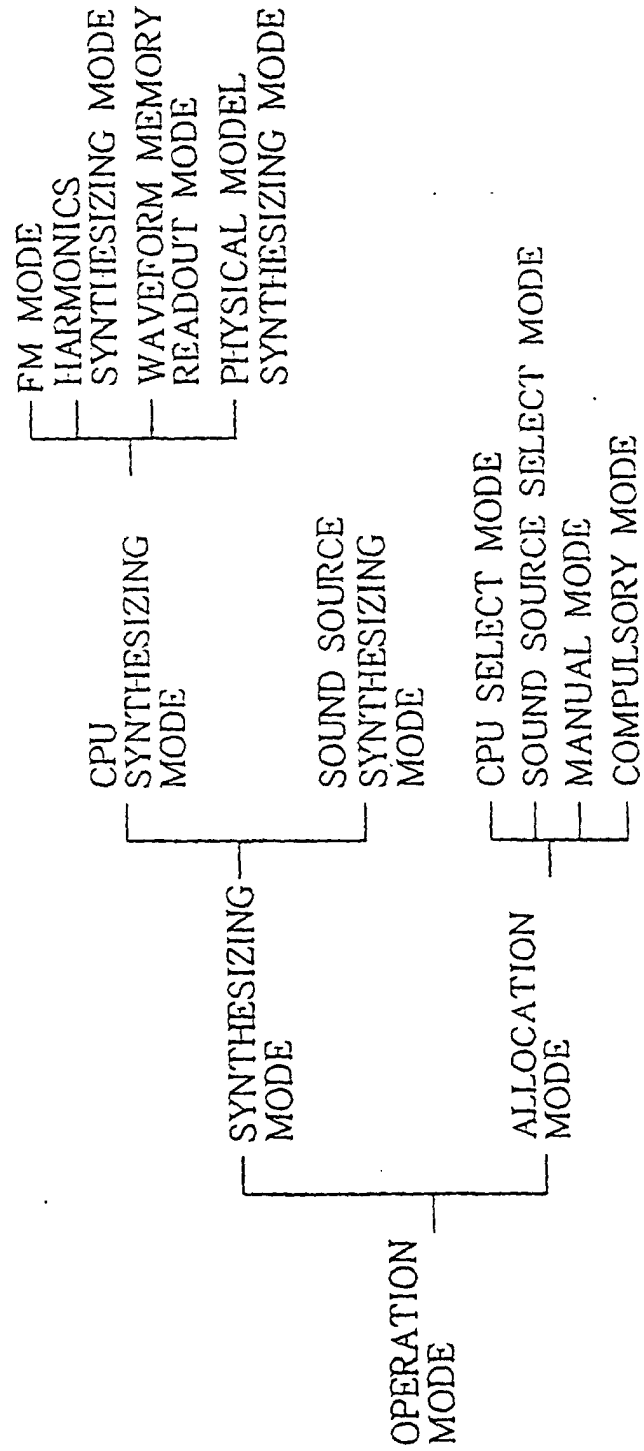 OPERATION
MODE
SYNTHESIZING
MODE
CPU
SYNTHESIZING
MODE
FM MODE
HARMONICS
SYNTHESIZING MODE
WAVEFORM MEMORY
READOUT MODE
PHYSICAL MODEL
SYNTHESIZING MODE
SOUND SOURCE
SYNTHESIZING
MODE
ALLOCATION
MODE
CPU SELECT MODE
SOUND SOURCE SELECT MODE
MANUAL MODE
COMPULSORY MODE